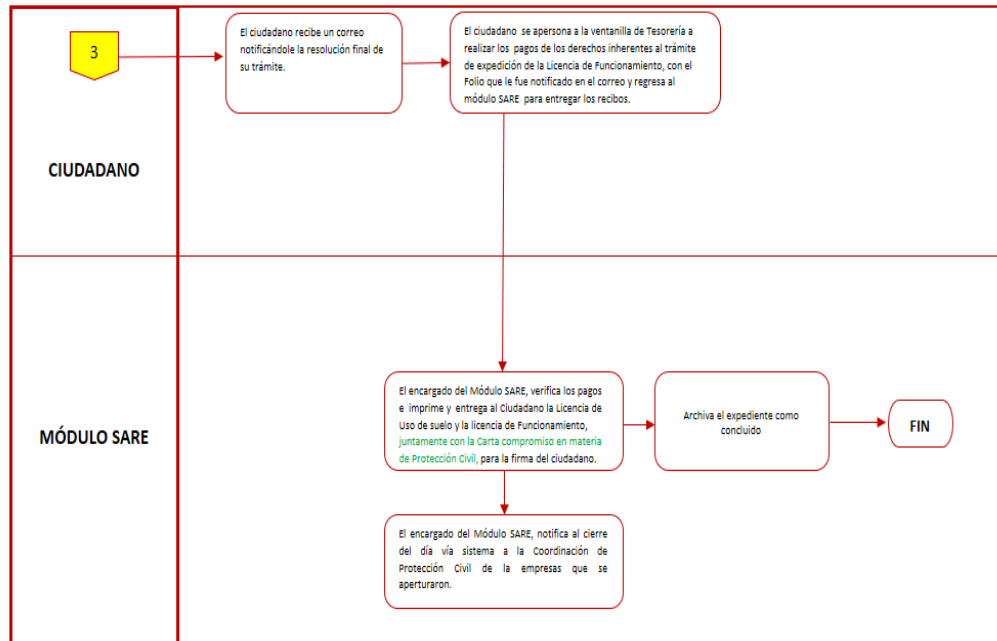 3
El ciudadano recibe un correo
notificándole la resolución final de
su trámite.
El ciudadano se apersona a la ventanilla de Tesorería a
realizar los pagos de los derechos inherentes al trámite
de expedición de la Licencia de Funcionamiento, con el
Folio que le fue notificado en el correo y regresa al
módulo SARE para entregar los recibos.
CIUDADANO
El encargado del Módulo SARE, verifica los pagos
e imprime y entrega al Ciudadano la Licencia de
Uso de suelo y la licencia de Funcionamiento,
juntamente con la Carta compromiso en materia
de Protección Civil, para la firma del ciudadano.
Archiva el expediente como
concluido
FIN
MÓDULO SARE
El encargado del Módulo SARE, notifica al cierre
del día vía sistema a la Coordinación de
Protección Civil de la empresas que se
aperturaron.